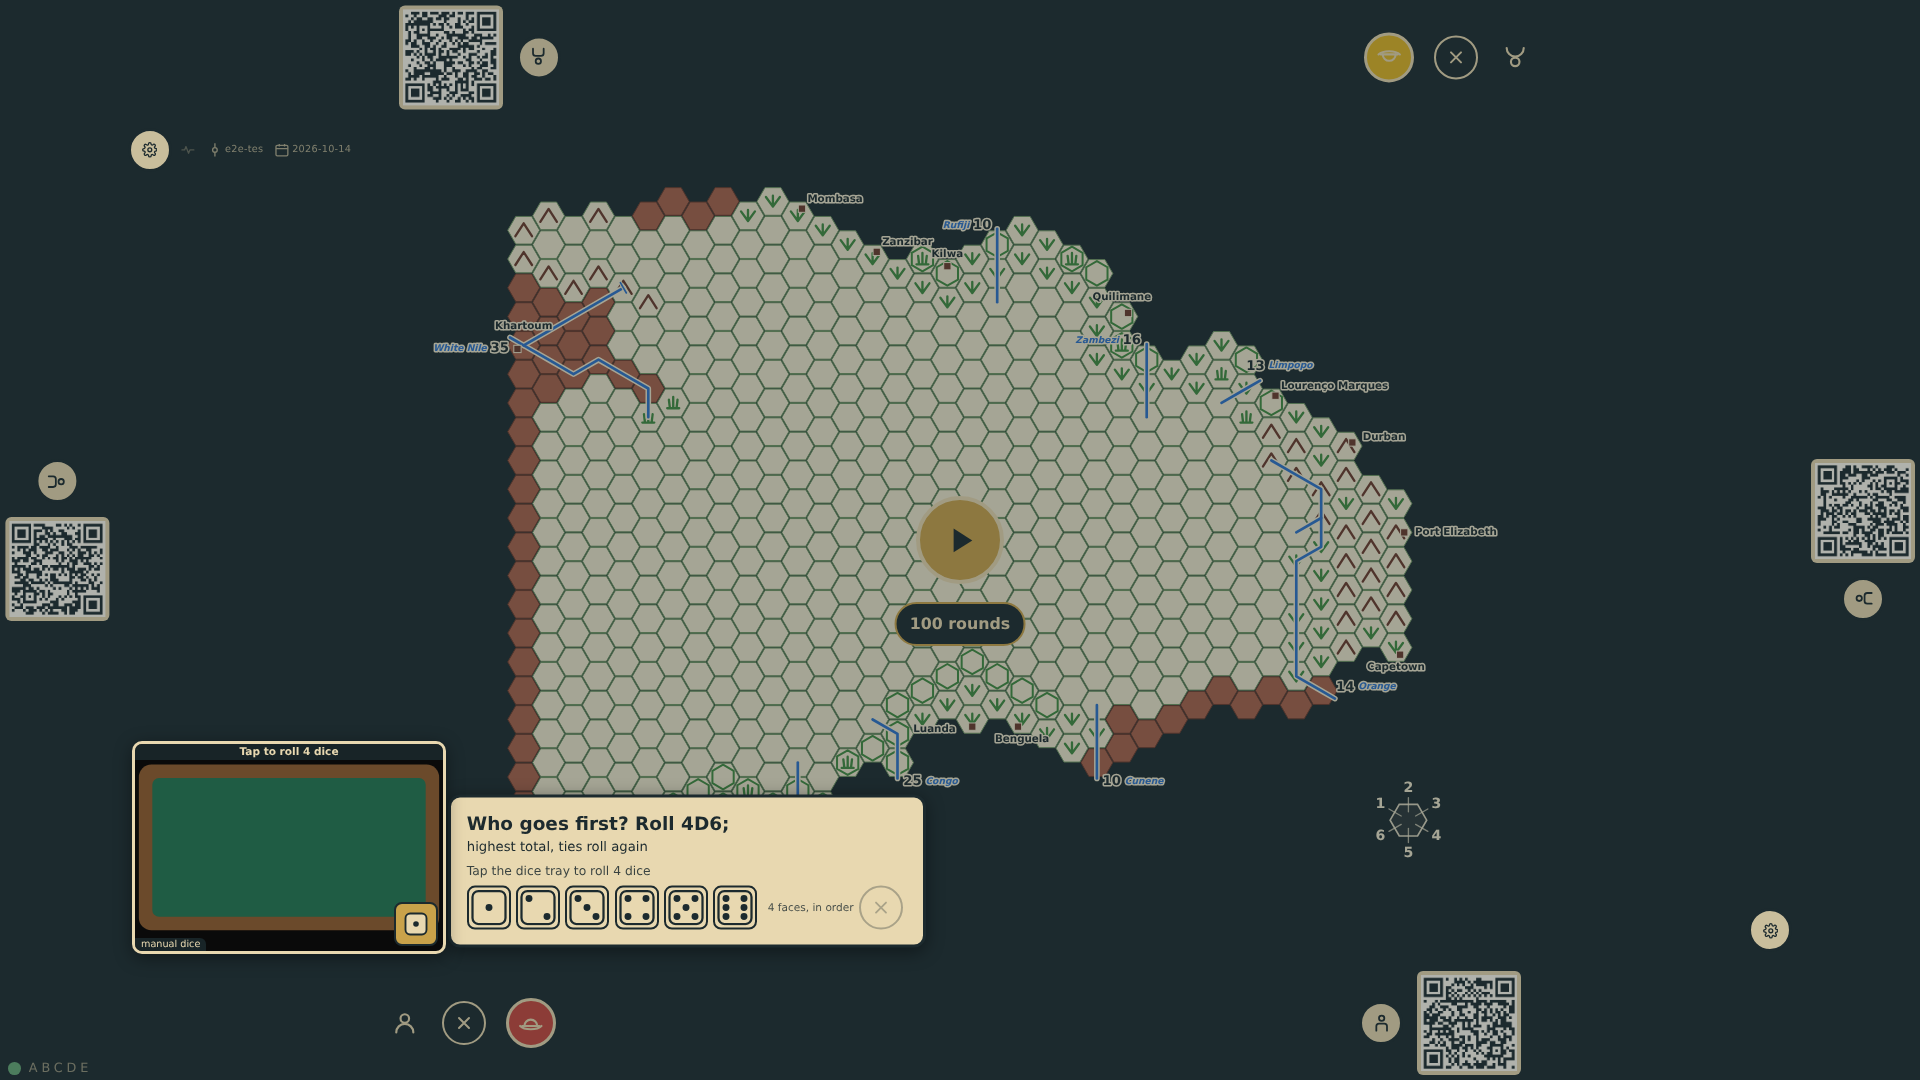 e2e-tes
2026-10-14
Mombasa
Rufiji 10
Zanzibar
Kilwa
Quilimane
Khartoum
White Nile 35
Zambezi 16
13 Limpopo
Lourenço Marques
Durban
Port Elizabeth
100 rounds
Capetown
14 Orange
Luanda
Benguela
25 Congo
10 Cunene
Tap to roll 4 dice
manual dice
Who goes first? Roll 4D6;
highest total, ties roll again
Tap the dice tray to roll 4 dice
4 faces, in order
2
1 3
6 4
5
ABCDE